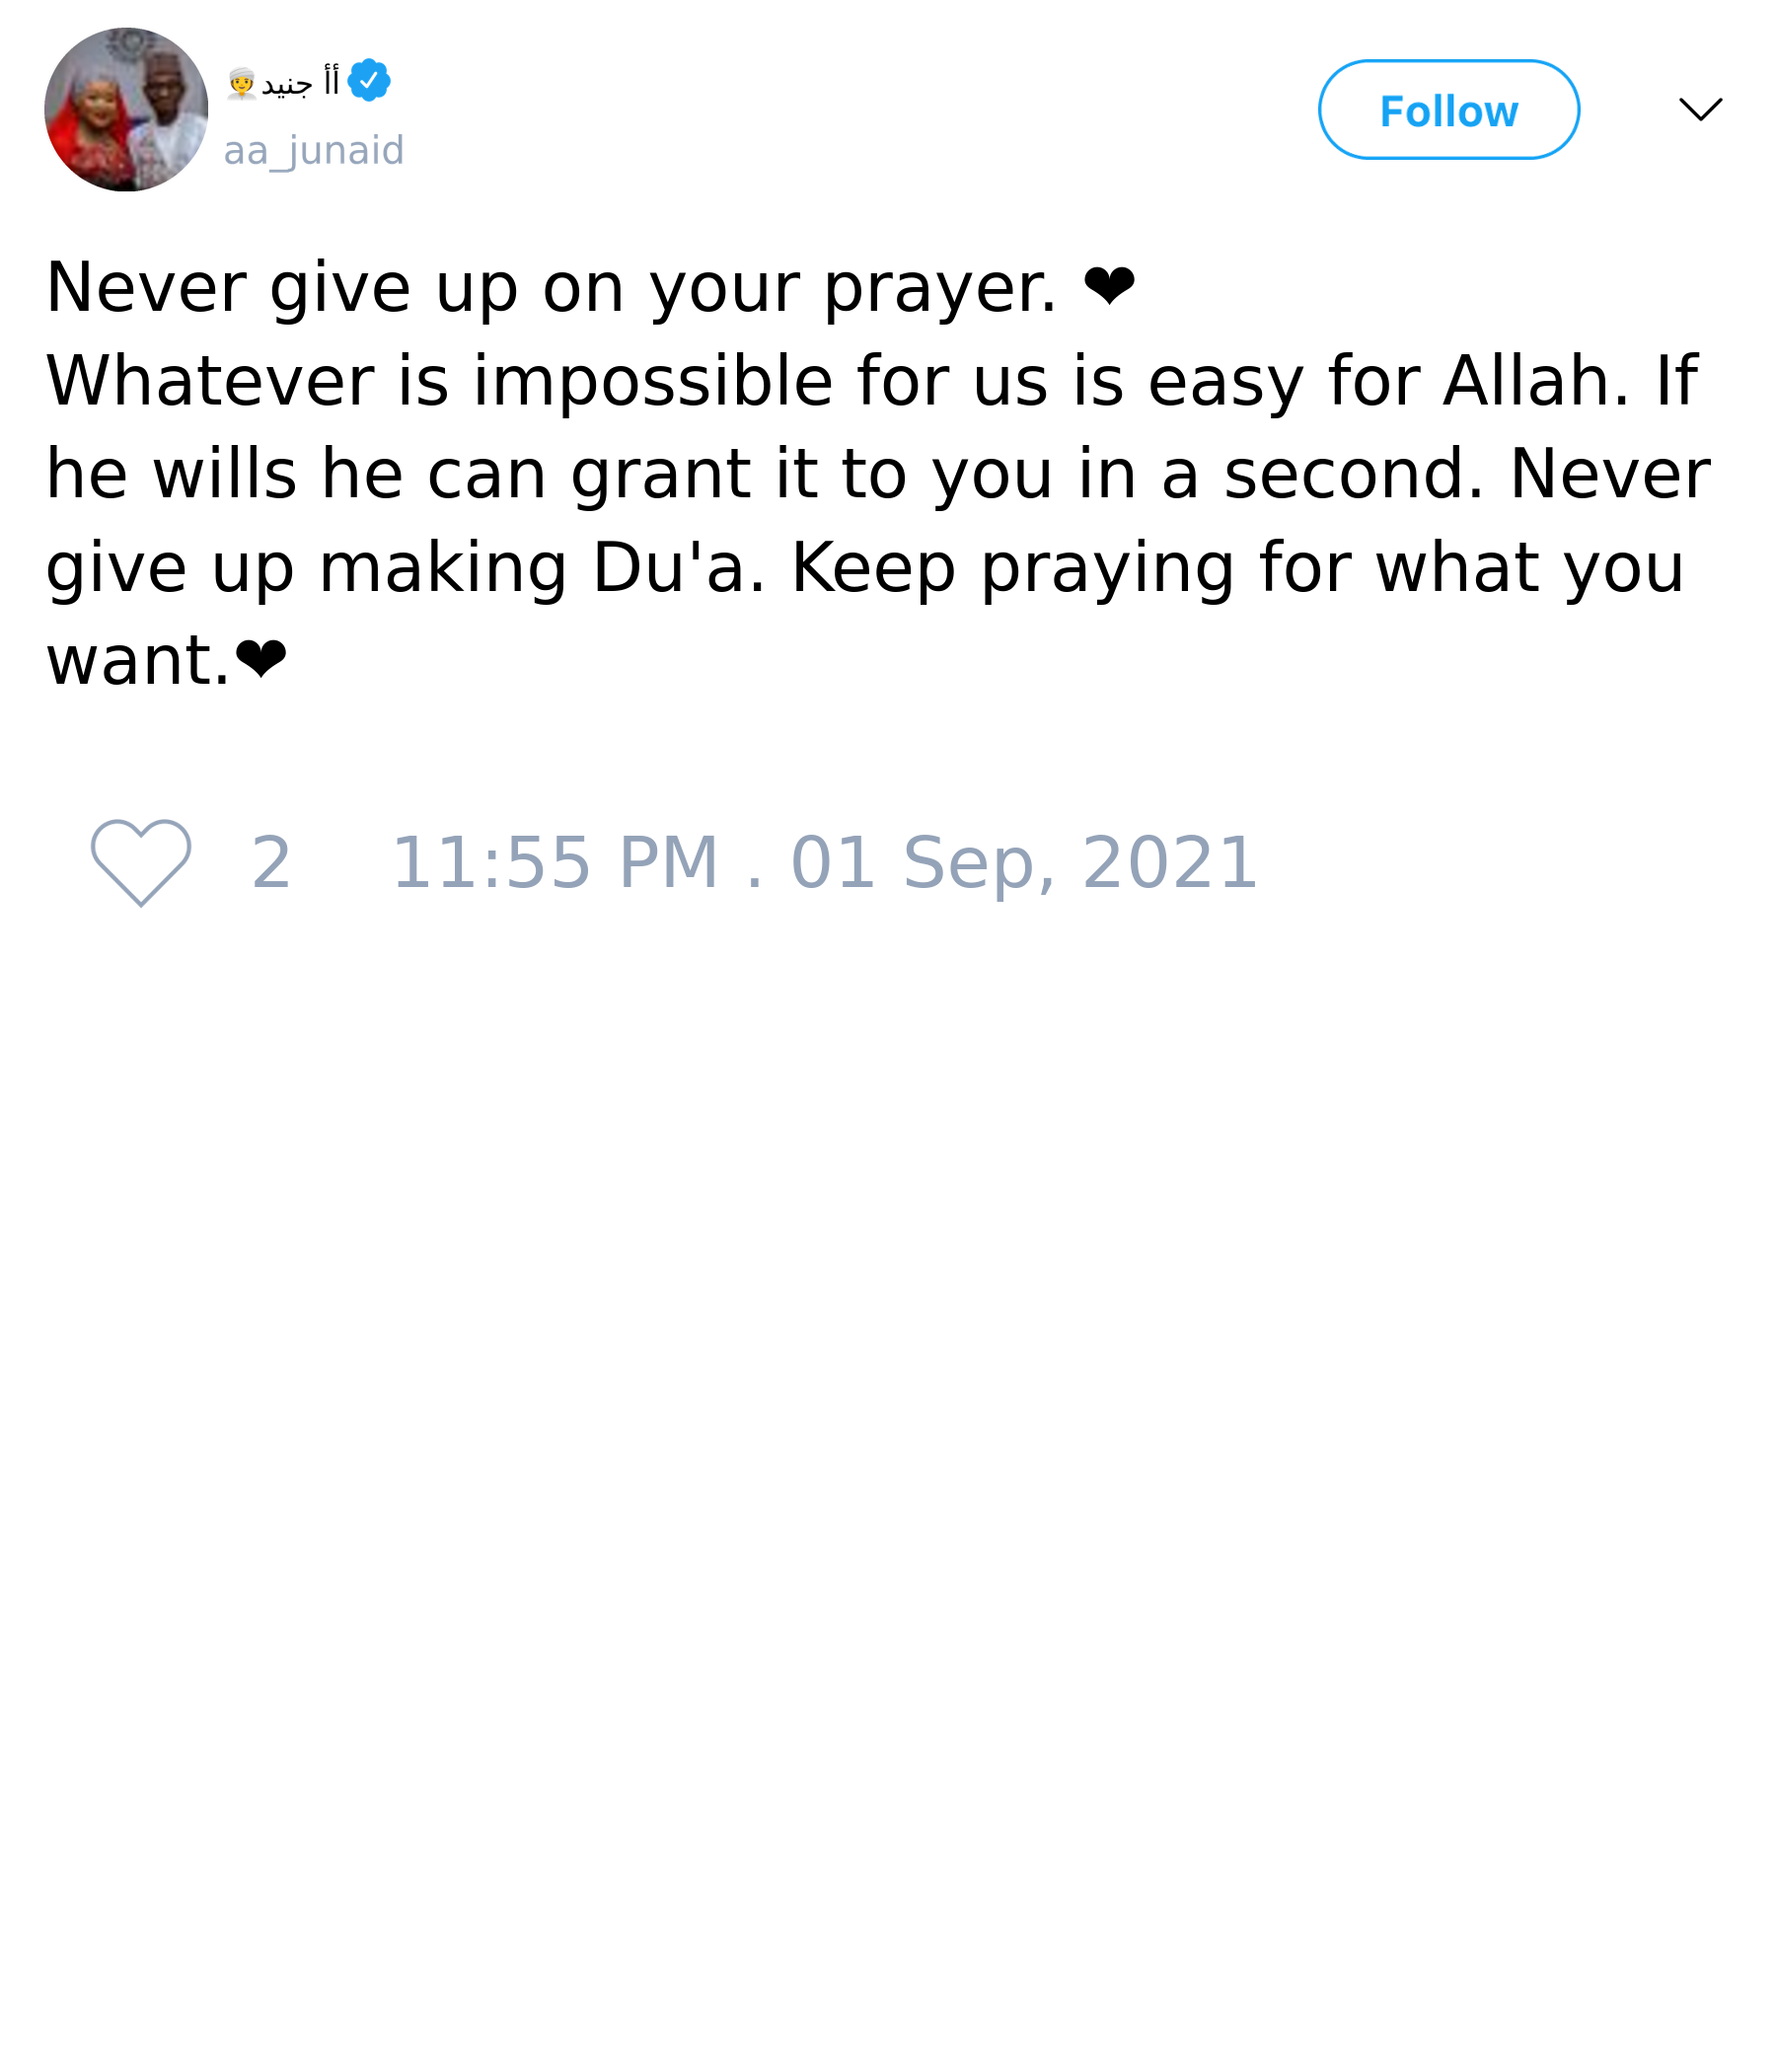 أأ جنيد👳
aa_junaid
Follow
Never give up on your prayer. ❤
Whatever is impossible for us is easy for Allah. If
he wills he can grant it to you in a second. Never
give up making Du'a. Keep praying for what you
want.❤
2 11:55 PM . 01 Sep, 2021